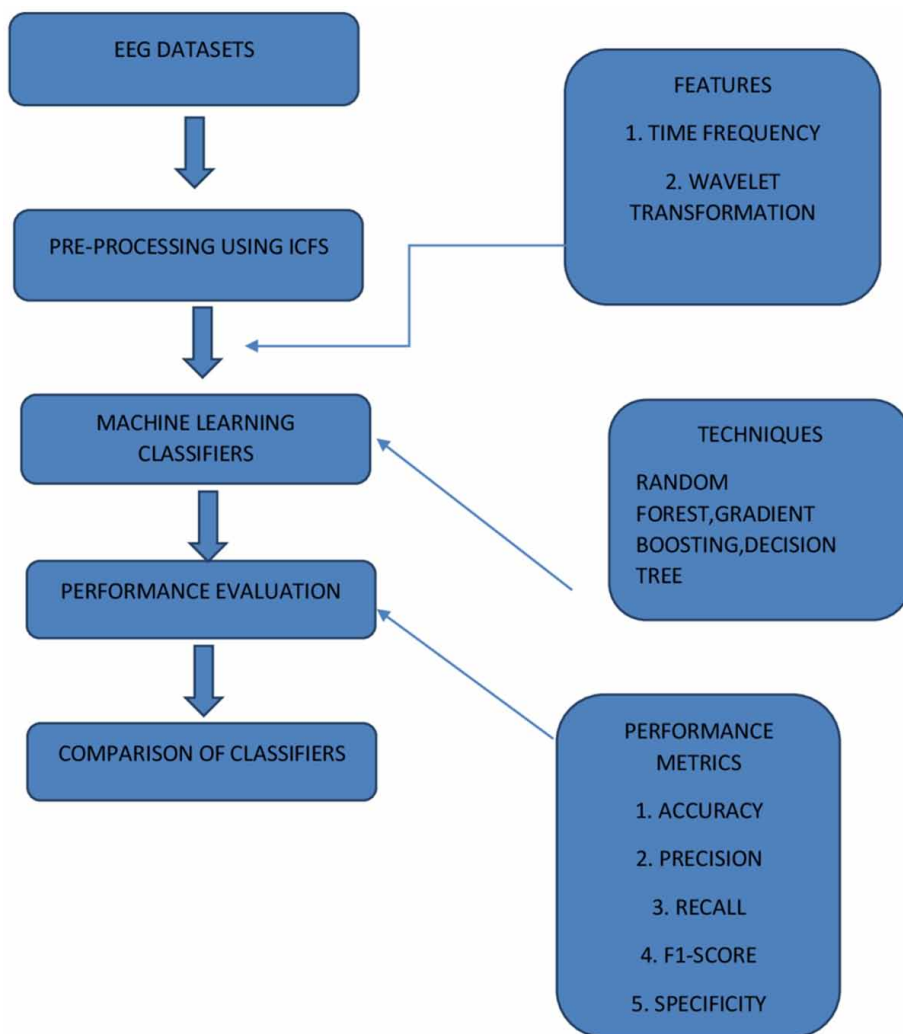 EEG DATASETS
PRE-PROCESSING USING ICFS
MACHINE LEARNING
CLASSIFIERS
PERFORMANCE EVALUATION
COMPARISON OF CLASSIFIERS
FEATURES
1. TIME FREQUENCY
2. WAVELET
TRANSFORMATION
TECHNIQUES
RANDOM
FOREST,GRADIENT
BOOSTING,DECISION
TREE
PERFORMANCE
METRICS
1. ACCURACY
2. PRECISION
3. RECALL
4. F1-SCORE
5. SPECIFICITY